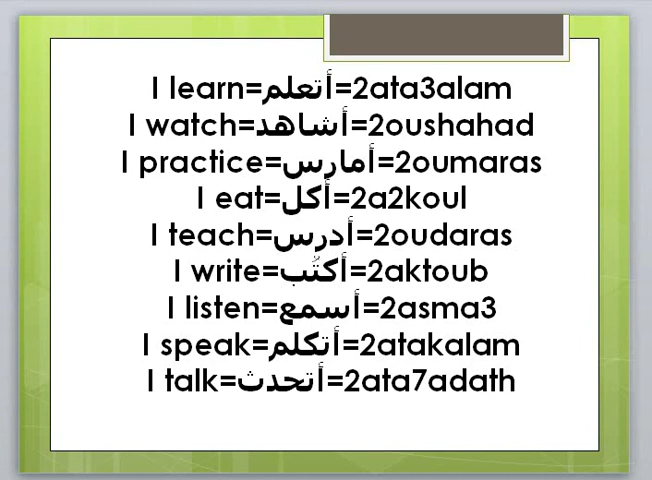 I learn=أتعلم=2ata3alam
I watch=أشاهد=2oushahad
I practice=أمارس=2oumaras
I eat=أكل=2a2koul
I teach=أدرس=2oudaras
I write=أكتُب=2aktoub
I listen=أسمع=2asma3
I speak=أتكلم=2atakalam
I talk=أتحدث=2ata7adath